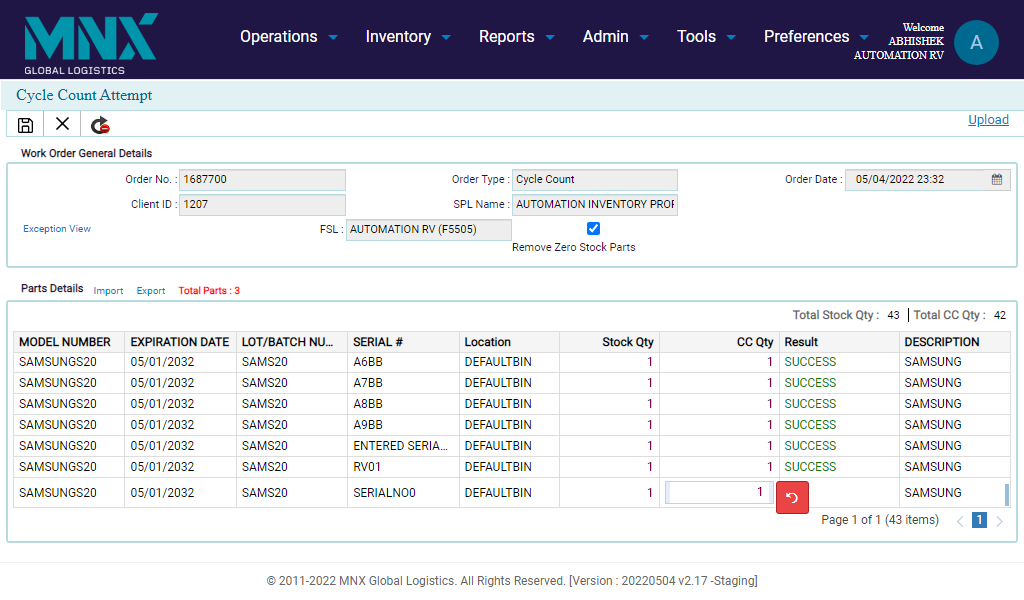 MNX
GLOBAL LOGISTICS
Operations Inventory Reports Admin Tools Preferences
Welcome
ABHISHEK
AUTOMATION RV
A
Cycle Count Attempt
Upload
Work Order General Details
Order No. : 1687700 Order Type : Cycle Count Order Date : 05/04/2022 23:32
Client ID : 1207 SPL Name : AUTOMATION INVENTORY PROF
Exception View FSL : AUTOMATION RV (F5505)
Remove Zero Stock Parts
Parts Details Import Export Total Parts : 3
Total Stock Qty : 43 Total CC Qty : 42
MODEL NUMBER EXPIRATION DATE LOT/BATCH NU... SERIAL # Location Stock Qty CC Qty Result DESCRIPTION
SAMSUNGS20 05/01/2032 SAMS20 A6BB DEFAULTBIN 1 1 SUCCESS SAMSUNG
SAMSUNGS20 05/01/2032 SAMS20 A7BB DEFAULTBIN 1 1 SUCCESS SAMSUNG
SAMSUNGS20 05/01/2032 SAMS20 A8BB DEFAULTBIN 1 1 SUCCESS SAMSUNG
SAMSUNGS20 05/01/2032 SAMS20 A9BB DEFAULTBIN 1 1 SUCCESS SAMSUNG
SAMSUNGS20 05/01/2032 SAMS20 ENTERED SERIA... DEFAULTBIN 1 1 SUCCESS SAMSUNG
SAMSUNGS20 05/01/2032 SAMS20 RV01 DEFAULTBIN 1 1 SUCCESS SAMSUNG
SAMSUNGS20 05/01/2032 SAMS20 SERIALNO0 DEFAULTBIN 1 1 SAMSUNG
Page 1 of 1 (43 items) 1
© 2011-2022 MNX Global Logistics. All Rights Reserved. [Version : 20220504 v2.17 -Staging]